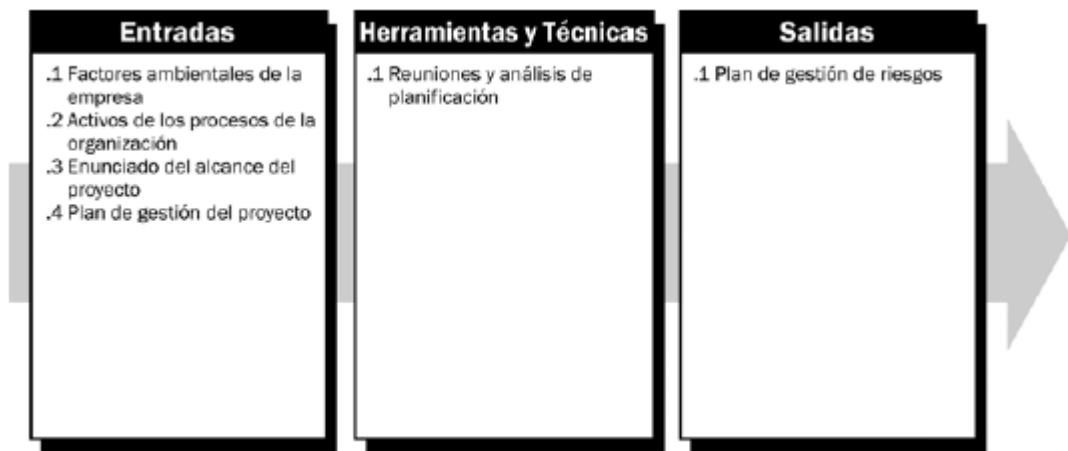 Entradas
.1 Factores ambientales de la
empresa
.2 Activos de los procesos de la
organización
.3 Enunciado del alcance del
proyecto
.4 Plan de gestión del proyecto
Herramientas y Técnicas
.1 Reuniones y análisis de
planificación
Salidas
.1 Plan de gestión de riesgos